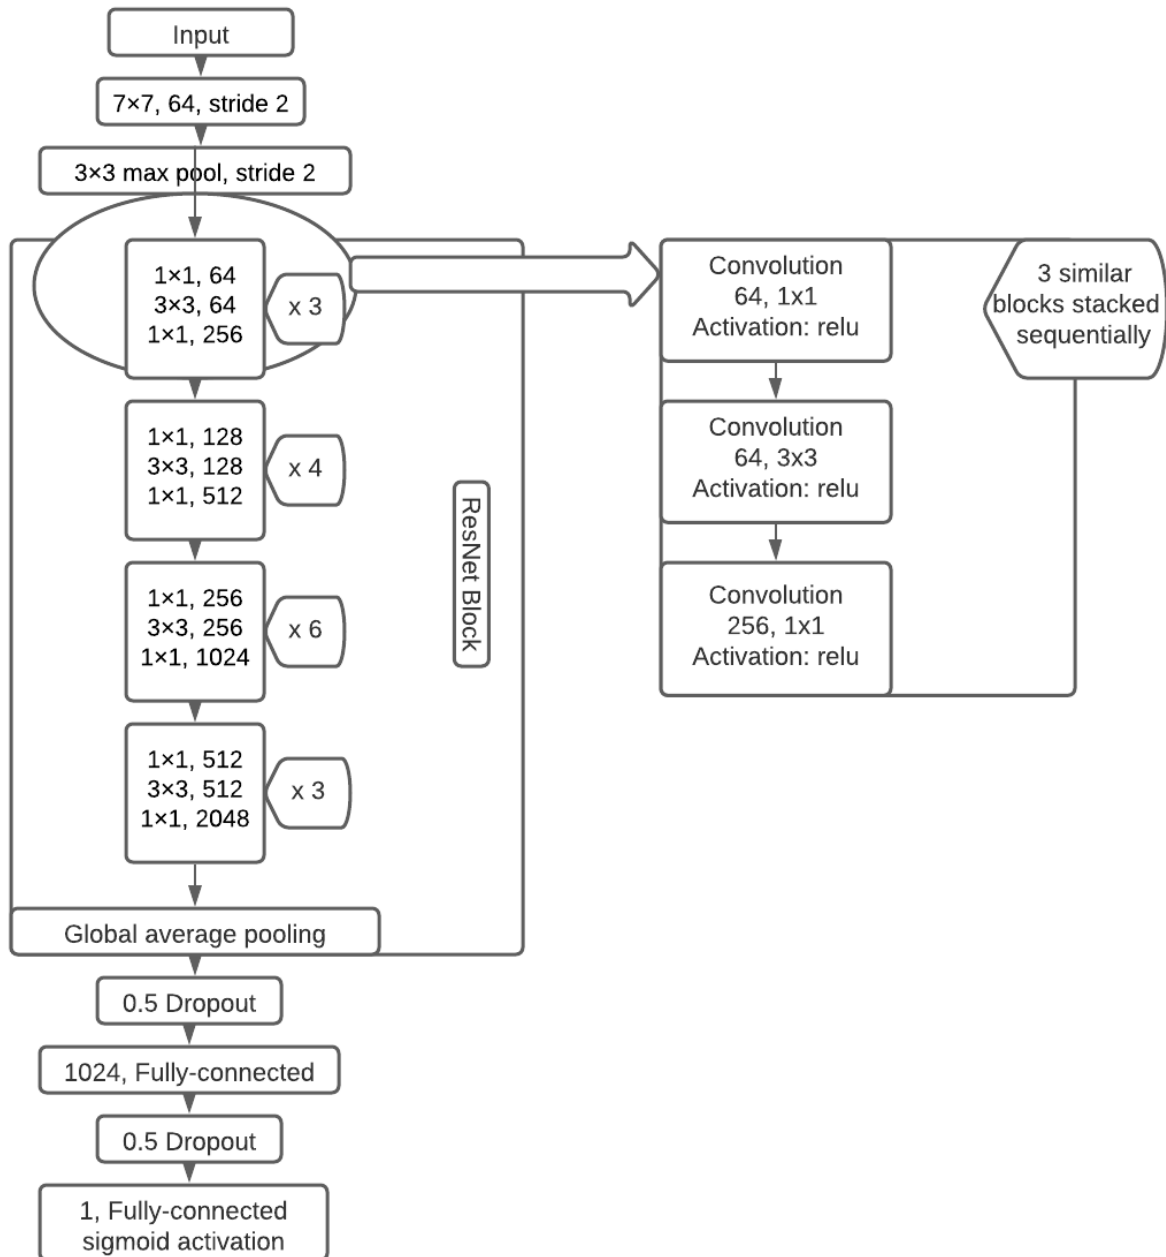 Input
7×7, 64, stride 2
3×3 max pool, stride 2
1×1, 64
3×3, 64
1×1, 256
x 3
1×1, 128
3×3, 128
1×1, 512
x 4
1×1, 256
3×3, 256
1×1, 1024
x 6
1×1, 512
3×3, 512
1×1, 2048
x 3
ResNet Block
Global average pooling
0.5 Dropout
1024, Fully-connected
0.5 Dropout
1, Fully-connected
sigmoid activation
Convolution
64, 1x1
Activation: relu
Convolution
64, 3x3
Activation: relu
Convolution
256, 1x1
Activation: relu
3 similar
blocks stacked
sequentially